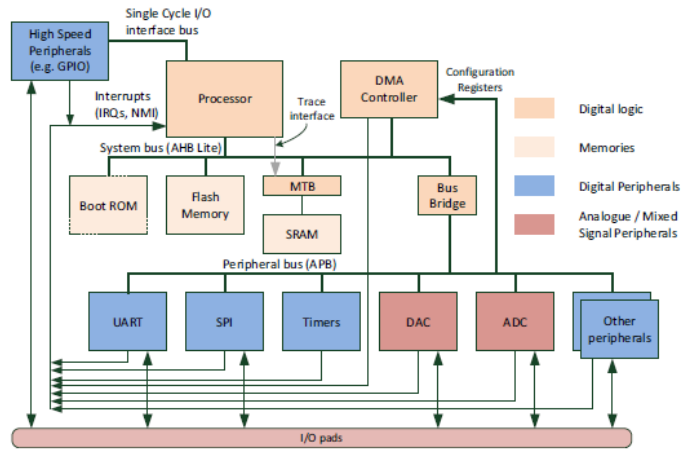 Single Cycle I/O
interface bus
High Speed
Peripherals
(e.g. GPIO)
Processor
DMA
Controller
Configuration
Registers
Interrupts
(IRQs, NMI)
Trace
interface
System bus (AHB Lite)
Boot ROM
Flash
Memory
MTB
SRAM
Bus
Bridge
Digital logic
Memories
Digital Peripherals
Analogue / Mixed
Signal Peripherals
Peripheral bus (APB)
UART
SPI
Timers
DAC
ADC
Other
peripherals
I/O pads